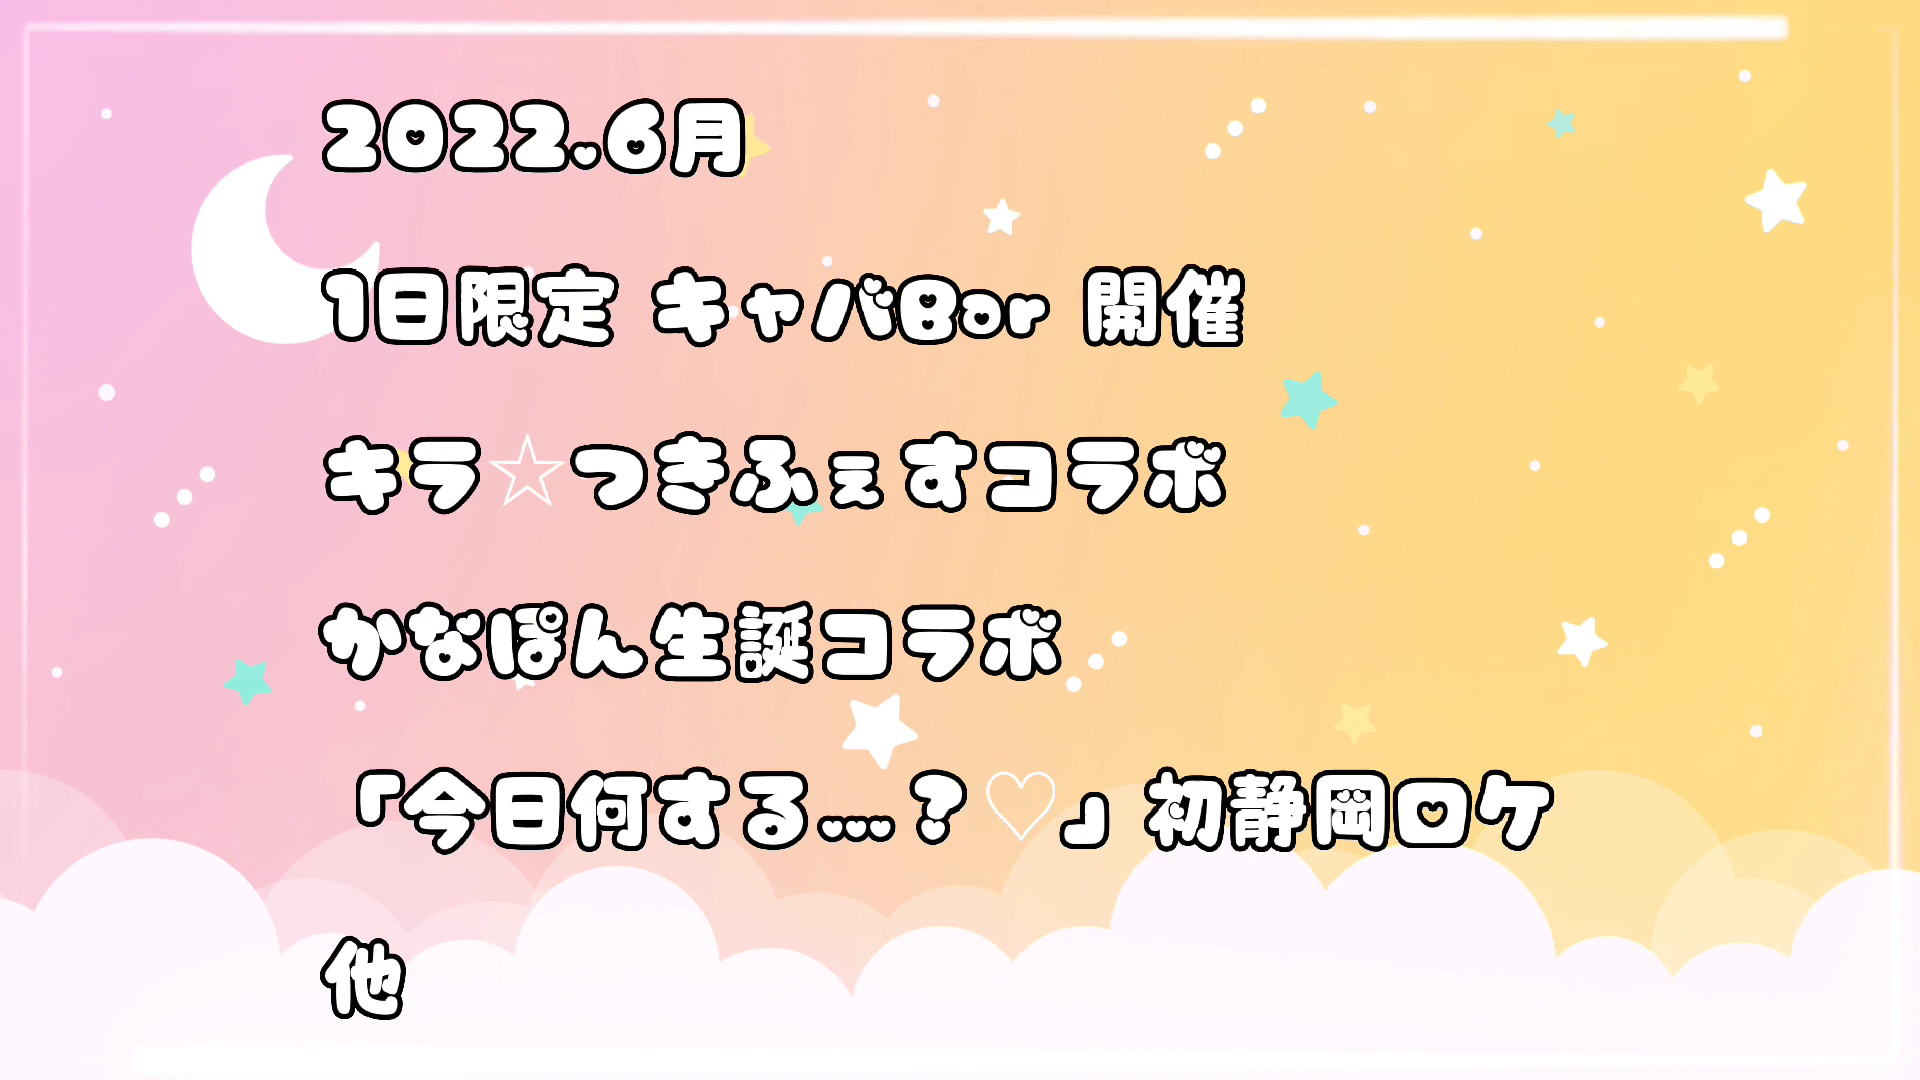 2022.6月
1日限定 キャバBar 開催
キラ☆つきふぇすコラボ
かなぽん生誕コラボ
「今日何する...？♡」初静岡ロケ
他